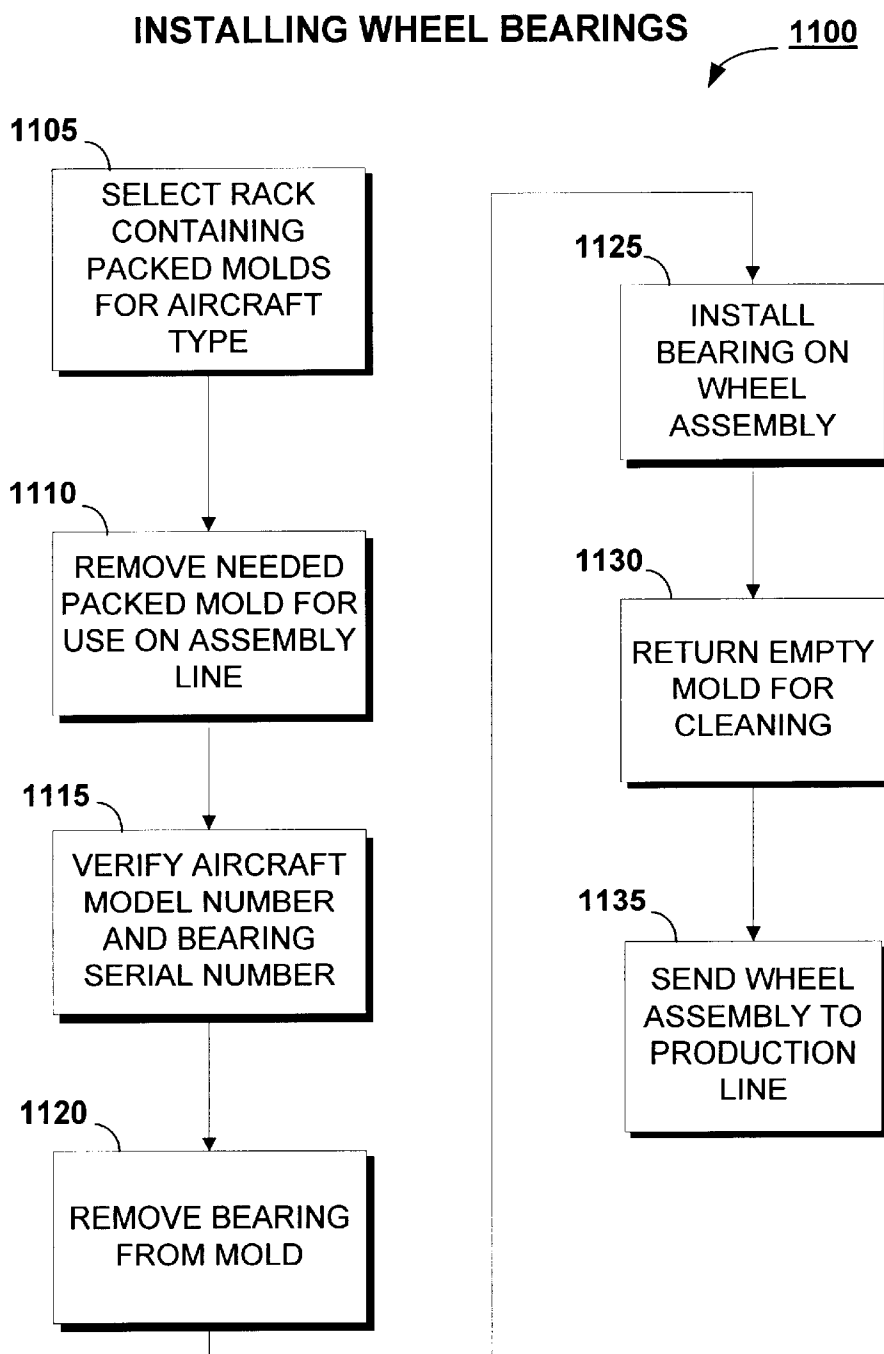 INSTALLING WHEEL BEARINGS
1100
1105
SELECT RACK
CONTAINING
PACKED MOLDS
FOR AIRCRAFT
TYPE
1110
REMOVE NEEDED
PACKED MOLD FOR
USE ON ASSEMBLY
LINE
1115
VERIFY AIRCRAFT
MODEL NUMBER
AND BEARING
SERIAL NUMBER
1120
REMOVE BEARING
FROM MOLD
1125
INSTALL
BEARING ON
WHEEL
ASSEMBLY
1130
RETURN EMPTY
MOLD FOR
CLEANING
1135
SEND WHEEL
ASSEMBLY TO
PRODUCTION
LINE